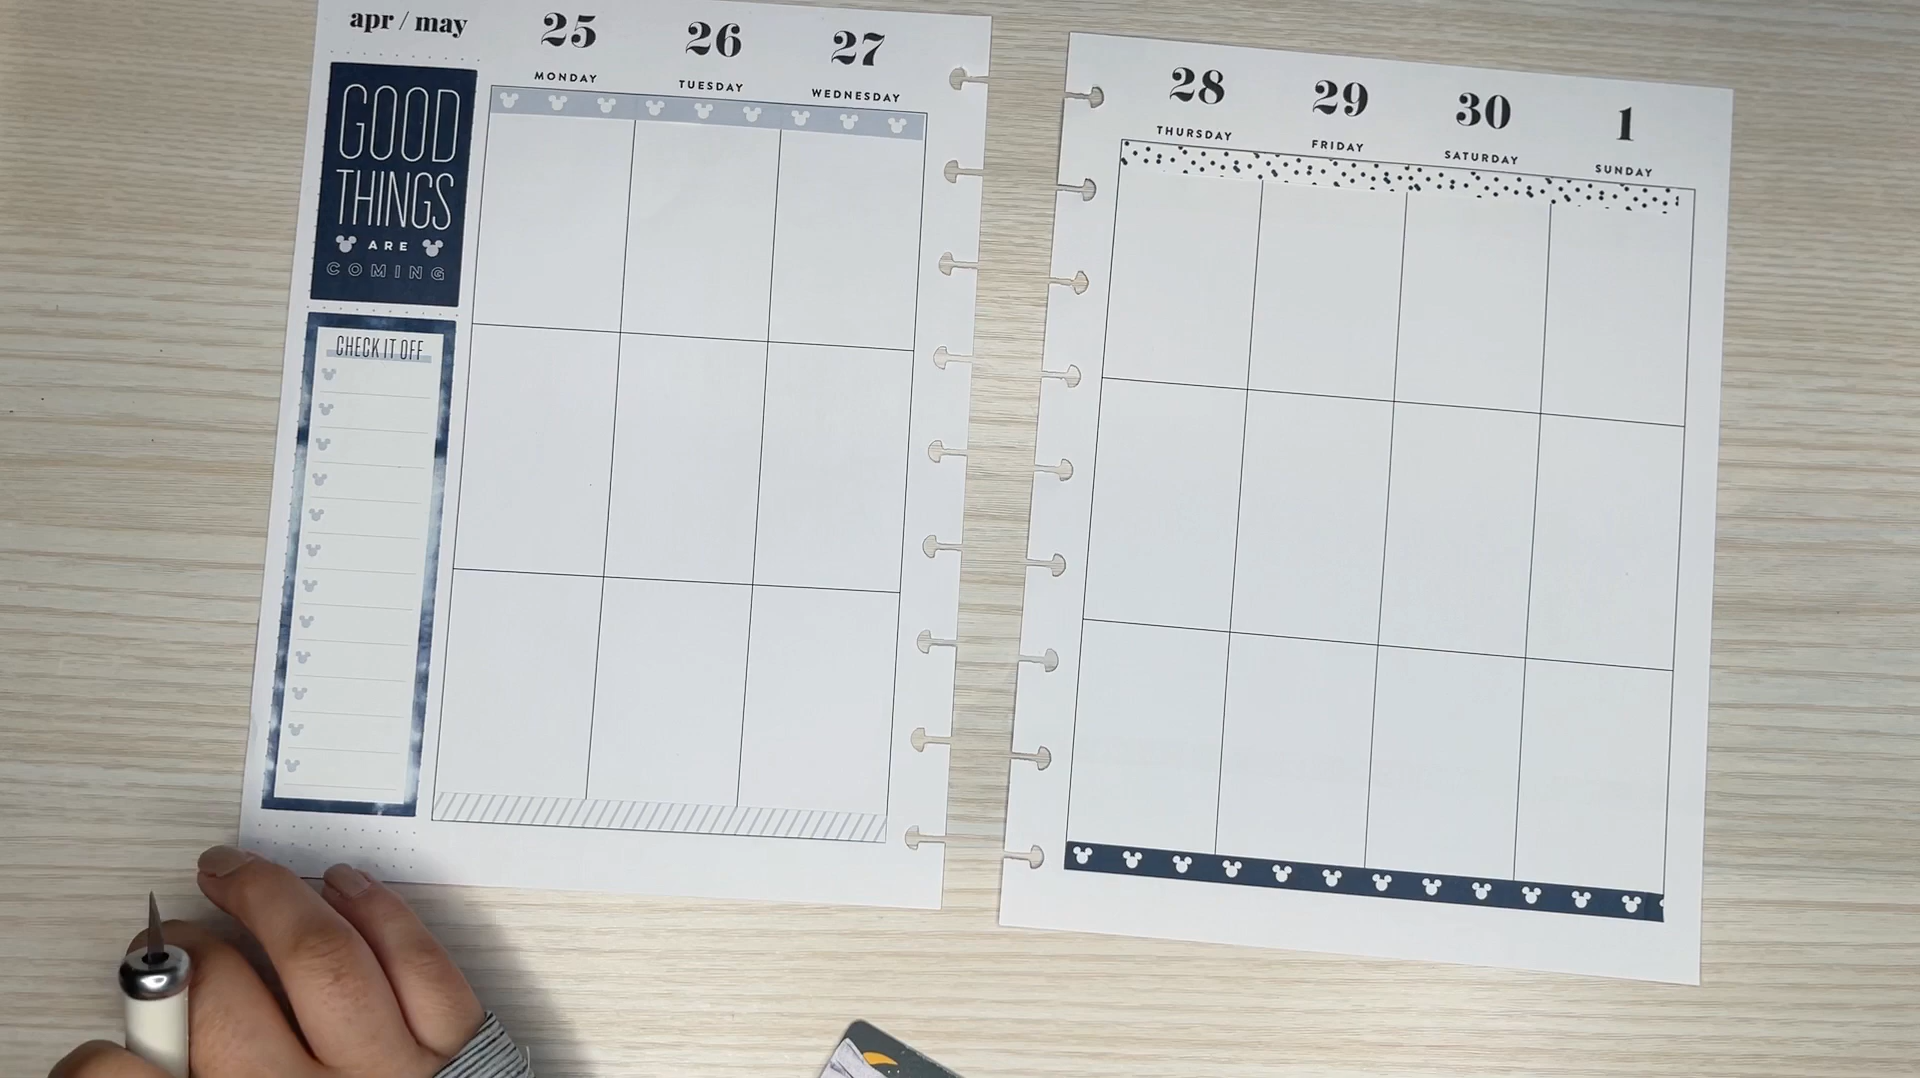 apr / may
GOOD
THINGS
ARE
COMING
CHECK IT OFF
25
MONDAY
26
TUESDAY
27
WEDNESDAY
28
THURSDAY
29
FRIDAY
30
SATURDAY
1
SUNDAY